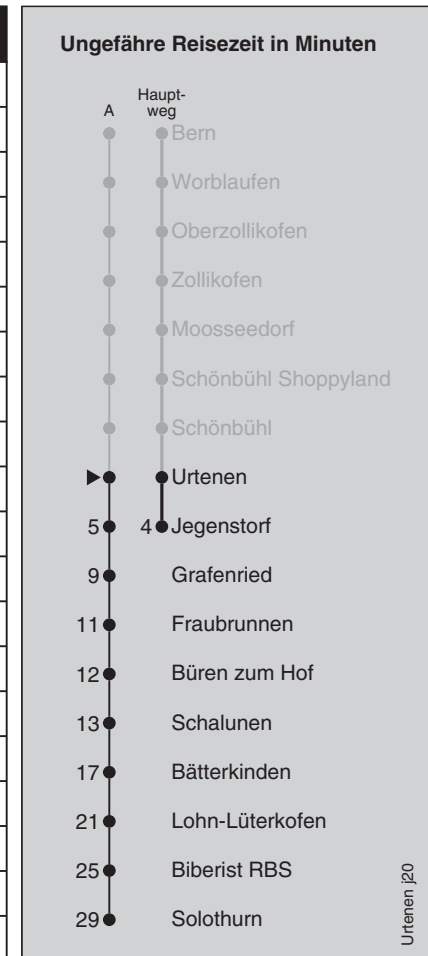 Ungefähre Reisezeit in Minuten
A Haupt-
weg
Bern
Worblaufen
Oberzollikofen
Zollikofen
Moosseedorf
Schönbühl Shoppyland
Schönbühl
Urtenen
5 4 Jegenstorf
9 Grafenried
11 Fraubrunnen
12 Büren zum Hof
13 Schalunen
17 Bätterkinden
21 Lohn-Lüterkofen
25 Biberist RBS
29 Solothurn
Urtenen j20